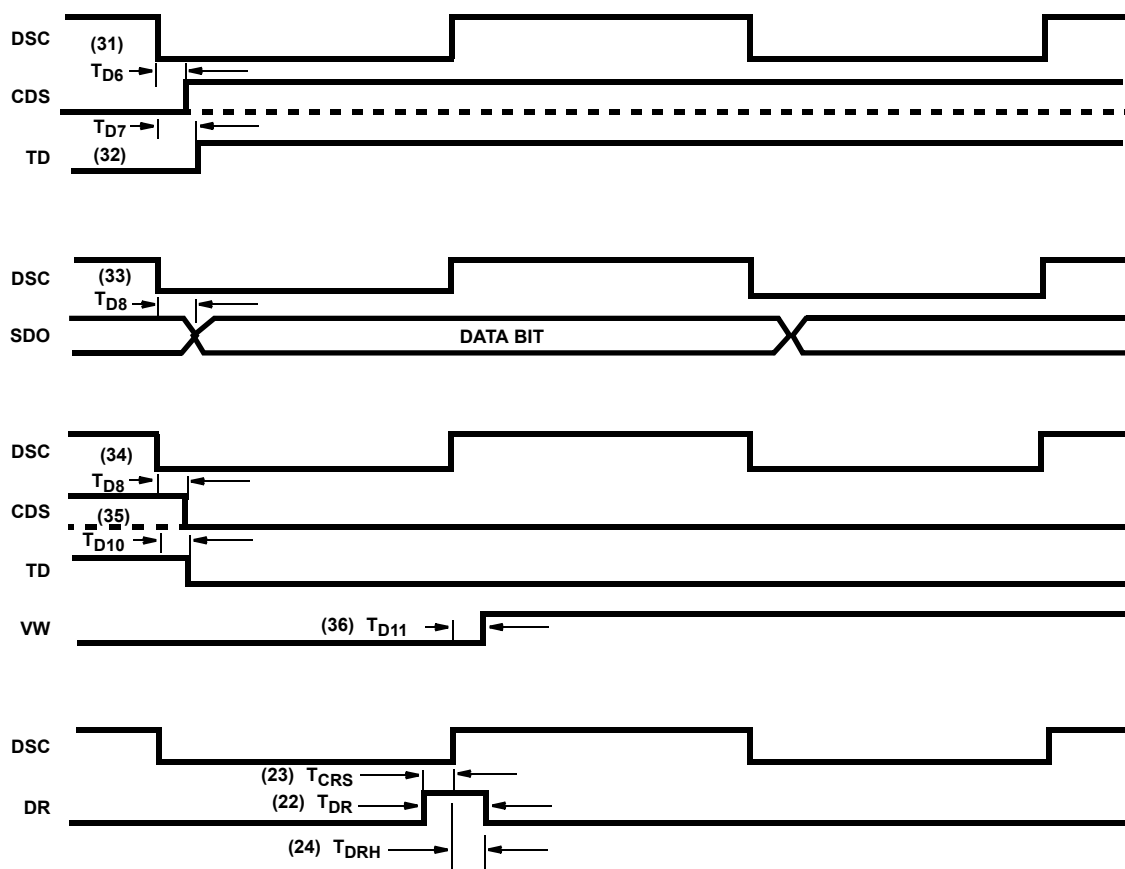 DSC
(31)
TD6
CDS
TD7
TD
(32)
DSC
(33)
TD8
SDO
DATA BIT
DSC
(34)
TD8
CDS
(35)
TD10
TD
VW
(36) TD11
DSC
(23) TCRS
DR
(22) TDR
(24) TDRH